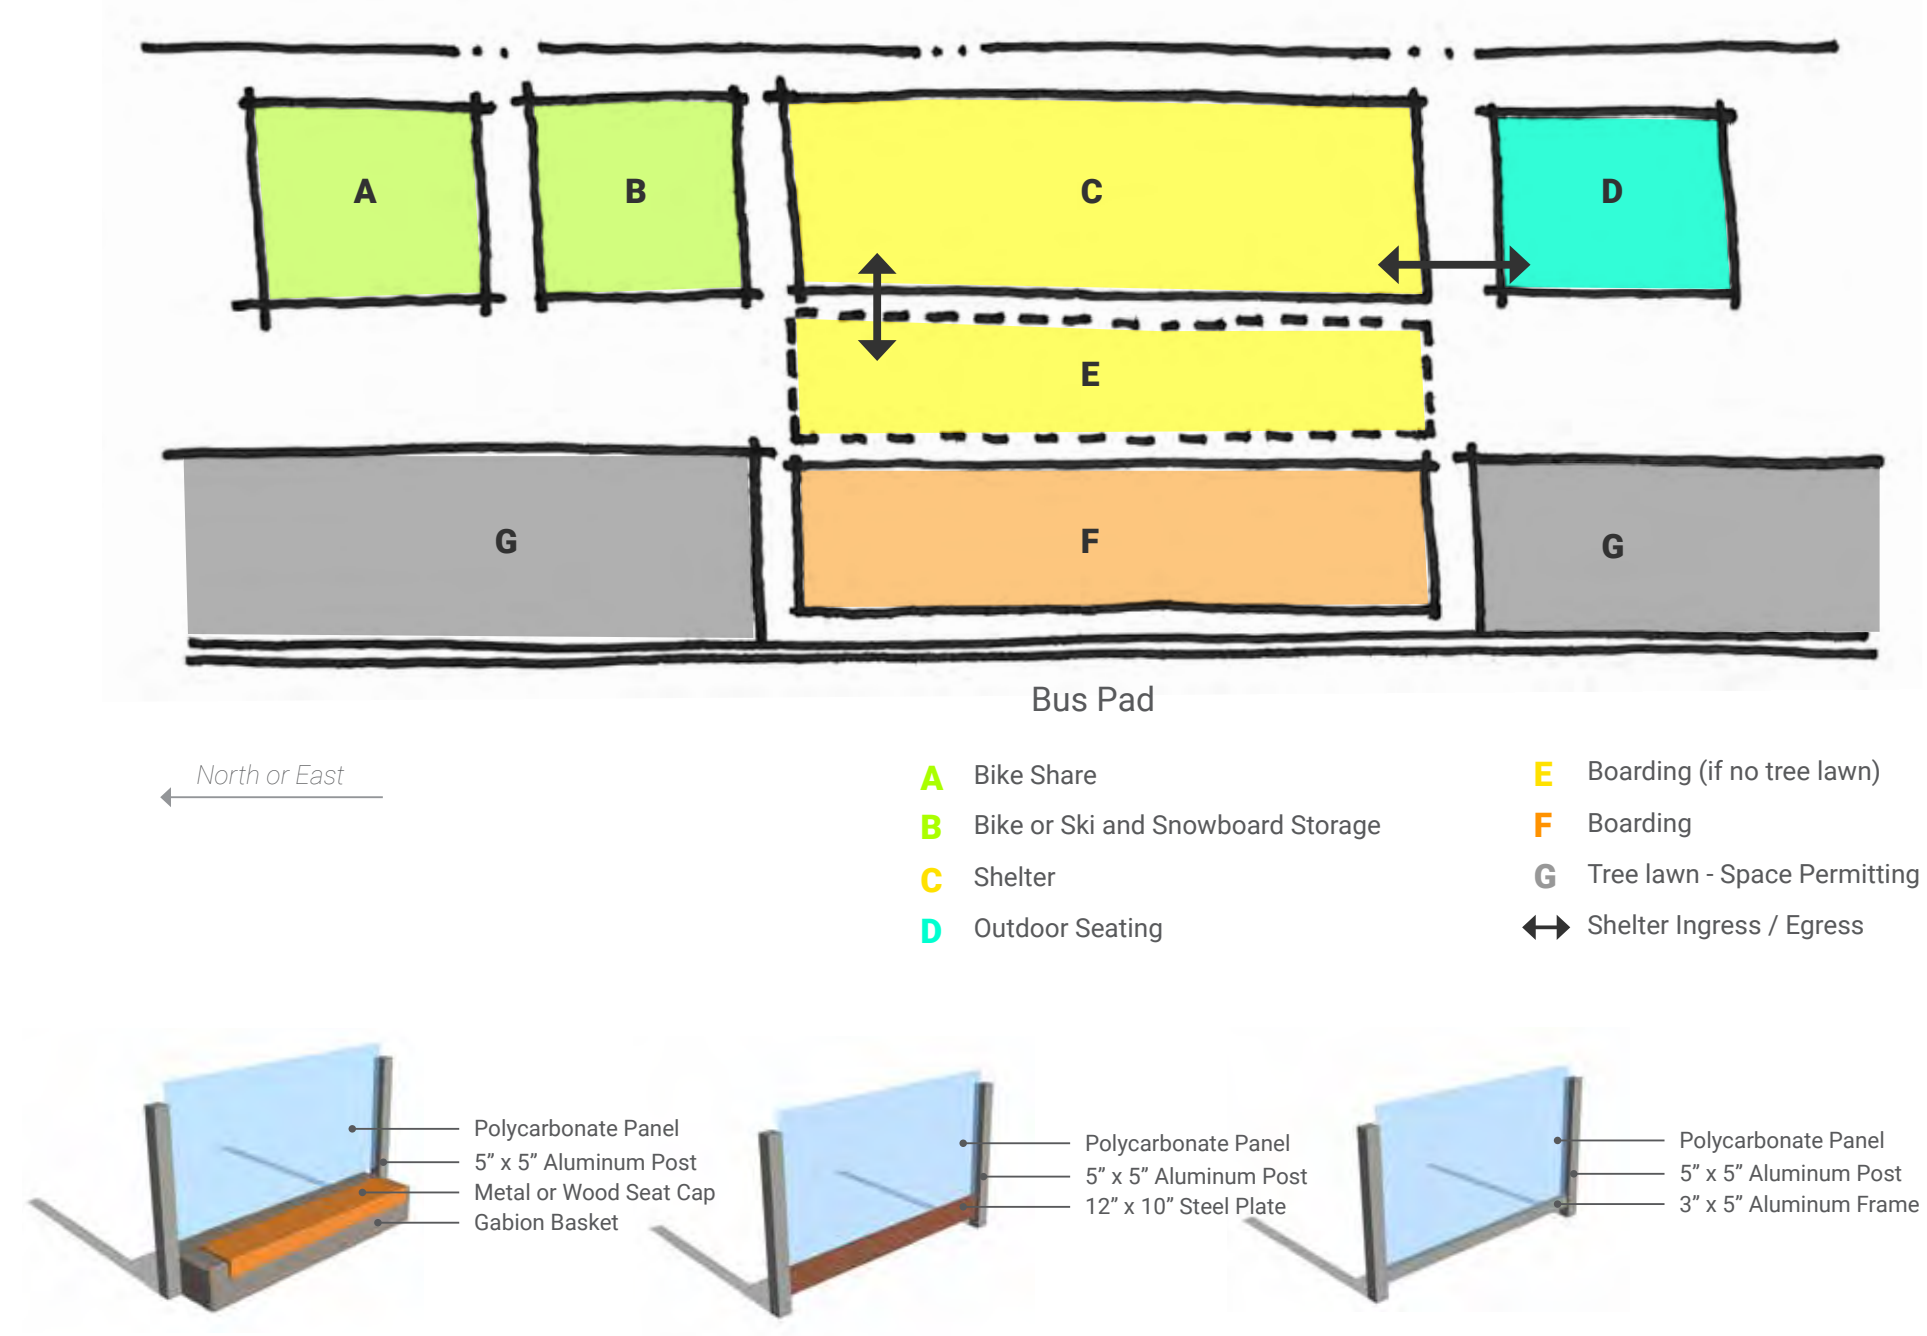 A
B
C
D
E
G
F
G
Bus Pad
North or East
A Bike Share
B Bike or Ski and Snowboard Storage
C Shelter
D Outdoor Seating
E Boarding (if no tree lawn)
F Boarding
G Tree lawn - Space Permitting
Shelter Ingress / Egress
Polycarbonate Panel
5” x 5” Aluminum Post
Metal or Wood Seat Cap
Gabion Basket
Polycarbonate Panel
5” x 5” Aluminum Post
12” x 10” Steel Plate
Polycarbonate Panel
5” x 5” Aluminum Post
3” x 5” Aluminum Frame